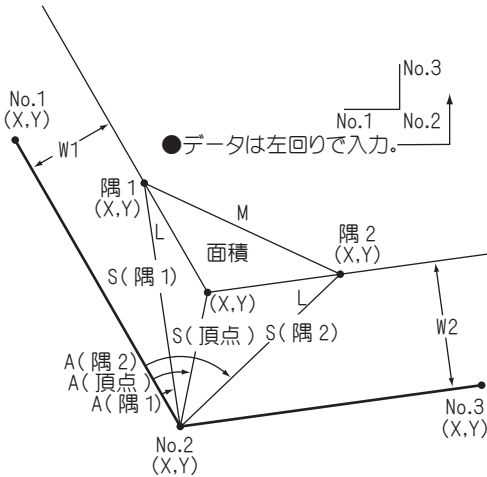 No.1
(X,Y)
W1
No.3
No.1
No.2
●データは左回りで入力。
隅1
(X,Y)
M
L
面積
隅2
(X,Y)
S(隅1)
(X,Y)
L
S(頂点)
S(隅2)
W2
A(隅2)
A(頂点)
A(隅1)
No.2
(X,Y)
No.3
(X,Y)